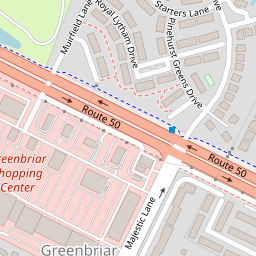 Starters Lane
Royal Lytham Drive
Muirfield Lane
Pinehurst Greens Drive
Route 50
Route 50
Greenbriar
Shopping
Center
Majestic Lane
Greenbriar